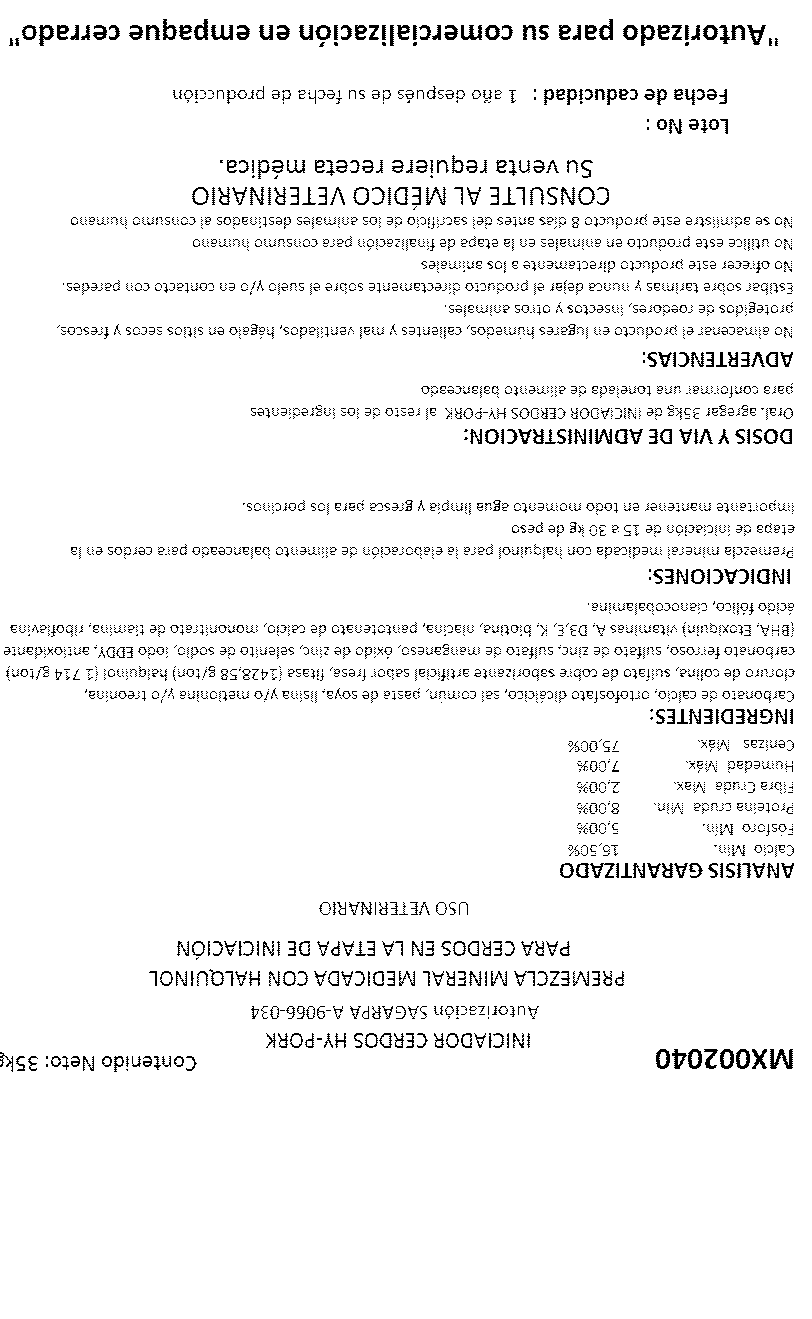 MX002040
Contenido Neto: 35kg
INICIADOR CERDOS HY-PORK
Autorización SAGARPA A-9066-034
PREMEZCLA MINERAL MEDICADA CON HALQUINOL
PARA CERDOS EN LA ETAPA DE INICIACIÓN
USO VETERINARIO
ANALISIS GARANTIZADO
Calcio Mín. 16,50%
Fósforo Mín. 5,00%
Proteina cruda Mín. 8,00%
Fibra Cruda Max. 2,00%
Humedad Máx. 7,00%
Cenizas Máx. 75,00%
INGREDIENTES:
Carbonato de calcio, ortofosfato dicálcico, sal común, pasta de soya, lisina y/o metionina y/o treonina,
cloruro de colina, sulfato de cobre saborizante artificial sabor fresa, fitasa (1428,58 g/ton) halquinol (1 714 g/ton)
carbonato ferroso, sulfato de zinc, sulfato de manganeso, óxido de zinc, selenito de sodio, iodo EDDY, antioxidante
(BHA, Etoxiquin) vitaminas A, D3,E, K, biotina, niacina, pantotenato de calcio, mononitrato de tiamina, riboflavina
ácido fólico, cianocobalamina.
INDICACIONES:
Premezcla mineral medicada con halquinol para la elaboración de alimento balanceado para cerdos en la
etapa de iniciación de 15 a 30 kg de peso
Importante mantener en todo momento agua limpia y gresca para los porcinos.
DOSIS Y VIA DE ADMINISTRACION:
Oral. agregar 35kg de INICIADOR CERDOS HY-PORK al resto de los ingredientes
para conformar una tonelada de alimento balanceado
ADVERTENCIAS:
No almacenar el producto en lugares húmedos, calientes y mal ventilados, hágalo en sitios secos y frescos,
protegidos de roedores, insectos y otros animales.
Estibar sobre tarimas y nunca dejar el producto directamente sobre el suelo y/o en contacto con paredes.
No ofrecer este producto directamente a los animales
No utilice este producto en animales en la etapa de finalización para consumo humano
No se admistre este producto 8 días antes del sacrificio de los animales destinados al consumo humano
CONSULTE AL MÉDICO VETERINARIO
Su venta requiere receta médica.
Lote No :
Fecha de caducidad : 1 año después de su fecha de producción
"Autorizado para su comercialización en empaque cerrado"